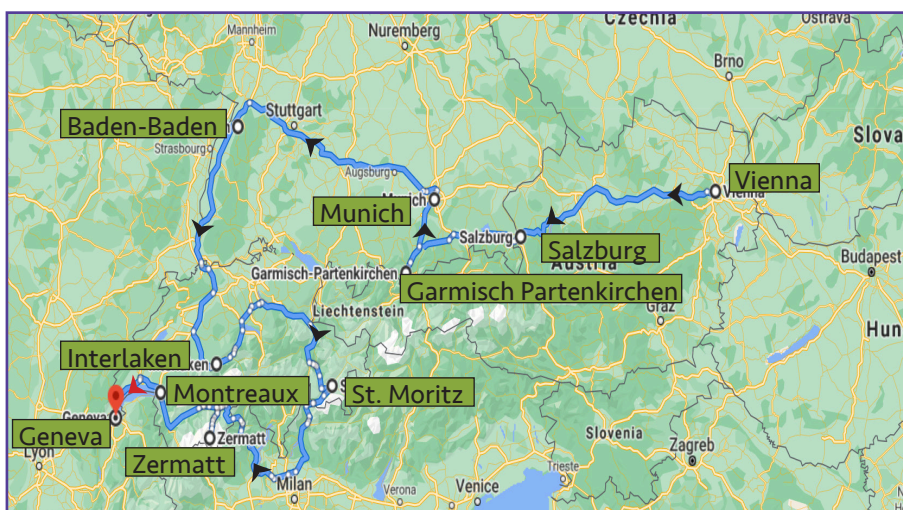 Czechia
Ostrava
Nuremberg
Mannheim
Brno
Baden-Baden
Stuttgart
Strasbourg
Slova
Augsburg
Vienna
Vienna
Munich
Salzburg
Salzburg
Austria
Budapest
Garmisch-Partenkirchen
Garmisch Partenkirchen
Liechtenstein
Graz
Hun
Interlaken
ken
Montreaux
St. Moritz
Geneva
Geneva
Zermatt
Zermatt
Slovenia
Zagreb
Lyon
Milan
Verona
Venice
Trieste